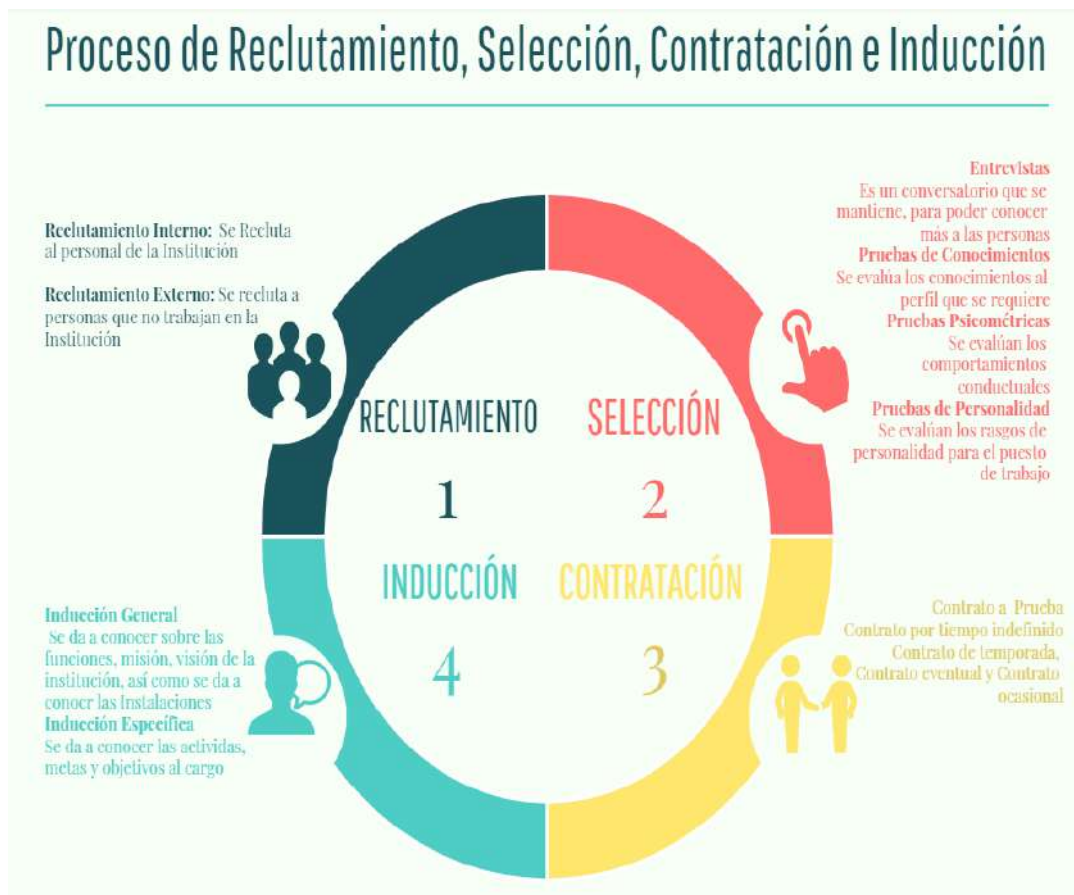 Proceso de Reclutamiento, Selección, Contratación e Inducción
Reclutamiento Interno: Se Recluta
al personal de la Institución
Reclutamiento Externo: Se recluta a
personas que no trabajan en la
Institución
Entrevistas
Es un conversatorio que se
mantiene, para poder conocer
más a las personas
Pruebas de Conocimientos
Se evalúa los conocimientos al
perfil que se requiere
Pruebas Psicométricas
Se evalúan los
comportamientos
conductuales
Pruebas de Personalidad
Se evalúan los rasgos de
personalidad para el puesto
de trabajo
RECLUTAMIENTO
1
SELECCIÓN
2
INDUCCIÓN
4
CONTRATACIÓN
3
Inducción General
Se da a conocer sobre las
funciones, misión, visión de la
institución, así como se da a
conocer las Instalaciones
Inducción Específica
Se da a conocer las actividas,
metas y objetivos al cargo
Contrato a Prueba
Contrato por tiempo indefinido
Contrato de temporada,
Contrato eventual y Contrato
ocasional